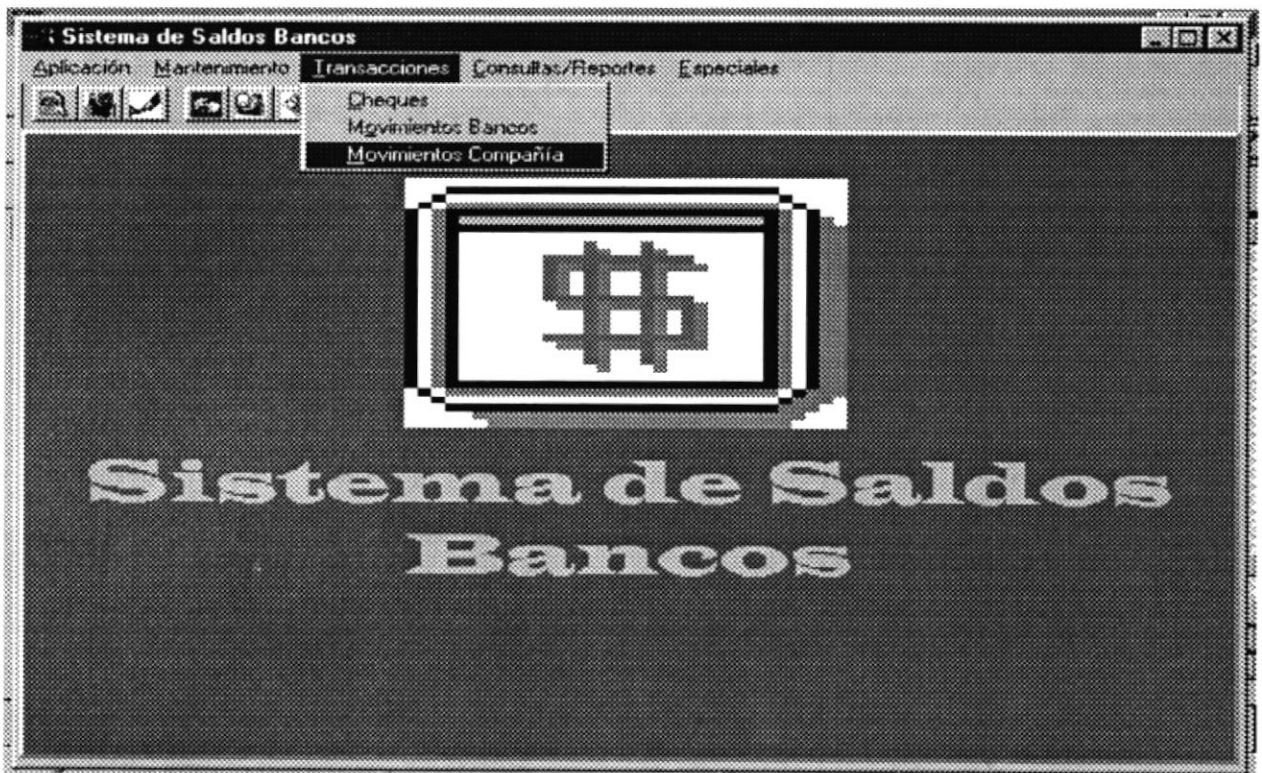 Sistema de Saldos Bancos
Aplicación Mantenimiento Transacciones Consultas/Reportes Especiales
Cheques
Movimientos Bancos
Movimientos Compañía
$
Sistema de Saldos
Bancos